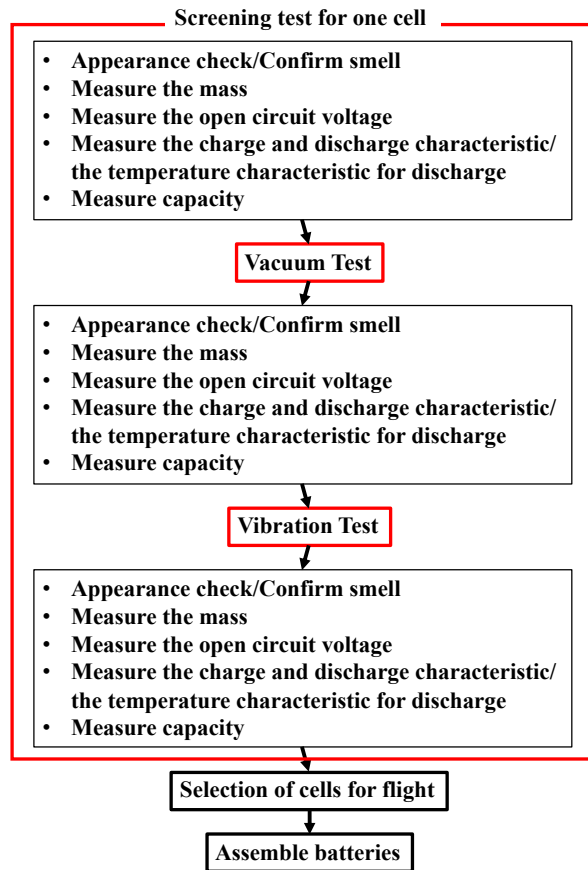 Screening test for one cell
• Appearance check/Confirm smell
• Measure the mass
• Measure the open circuit voltage
• Measure the charge and discharge characteristic/
the temperature characteristic for discharge
• Measure capacity
Vacuum Test
• Appearance check/Confirm smell
• Measure the mass
• Measure the open circuit voltage
• Measure the charge and discharge characteristic/
the temperature characteristic for discharge
• Measure capacity
Vibration Test
• Appearance check/Confirm smell
• Measure the mass
• Measure the open circuit voltage
• Measure the charge and discharge characteristic/
the temperature characteristic for discharge
• Measure capacity
Selection of cells for flight
Assemble batteries